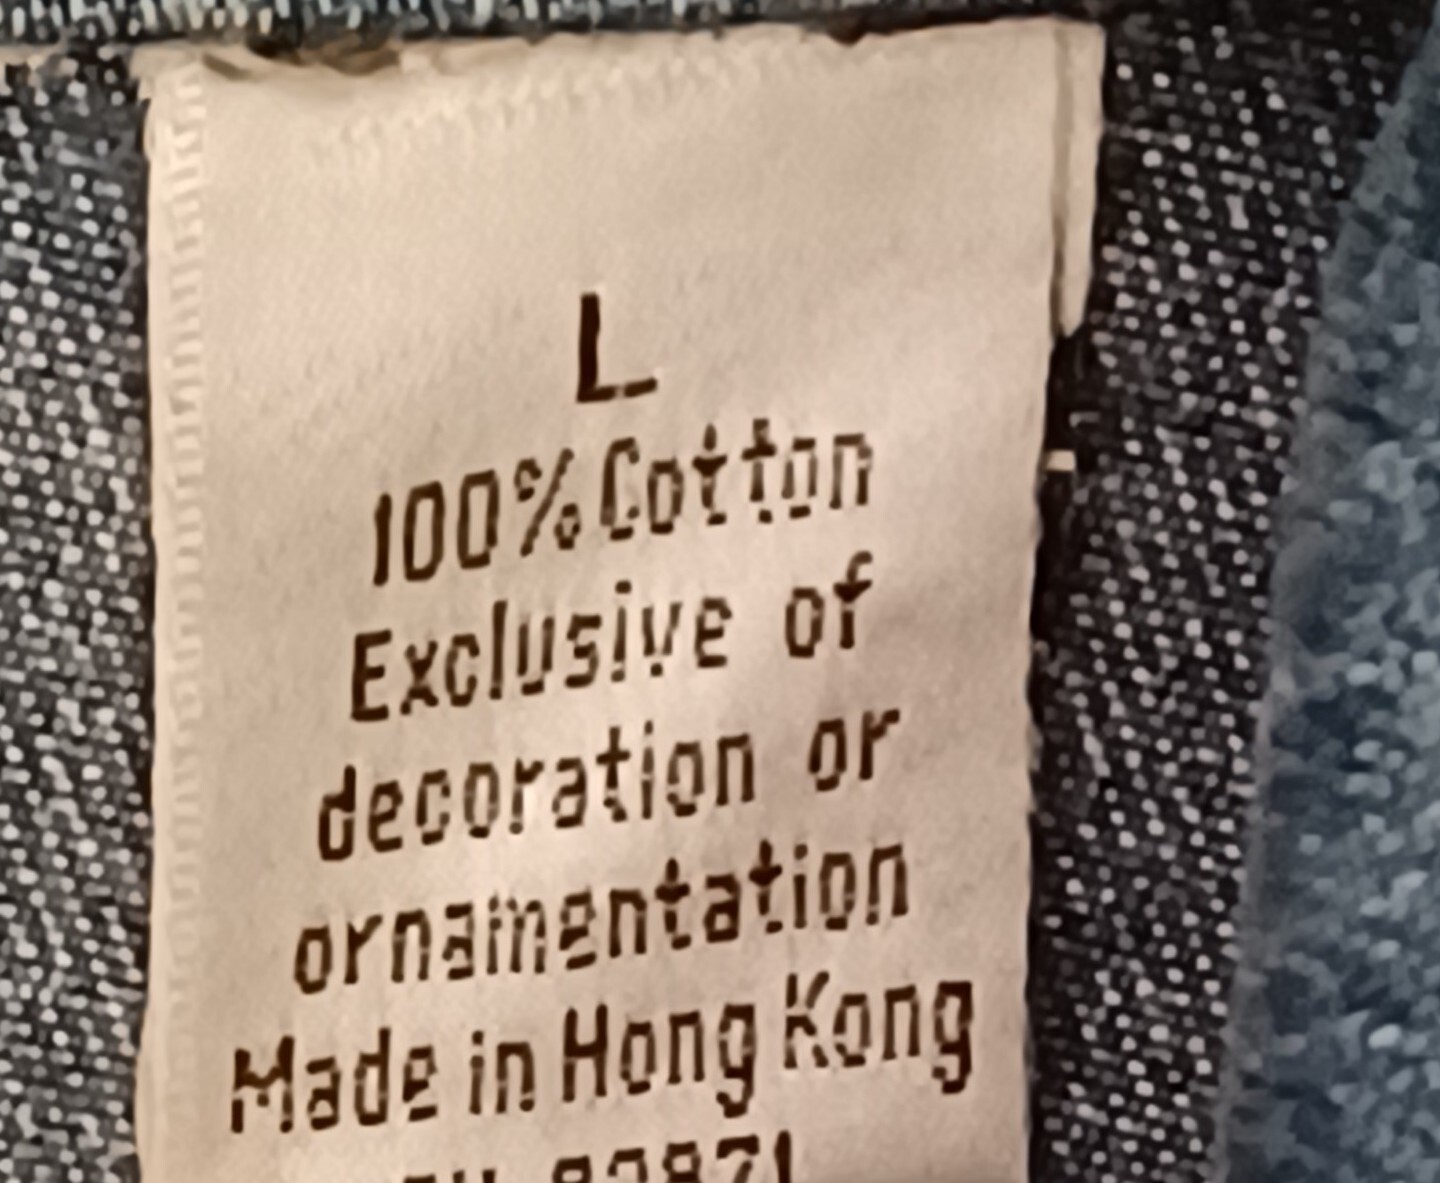 L
100% Cotton
Exclusive of
decoration or
ornamentation
Made in Hong Kong